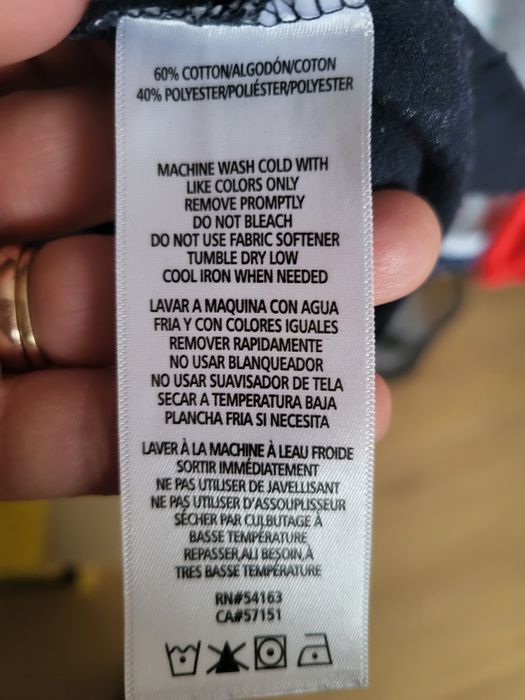 60% COTTON/ALGODÓN/COTON
40% POLYESTER/POLIÉSTER/POLYESTER
MACHINE WASH COLD WITH
LIKE COLORS ONLY
REMOVE PROMPTLY
DO NOT BLEACH
DO NOT USE FABRIC SOFTENER
TUMBLE DRY LOW
COOL IRON WHEN NEEDED
LAVAR A MAQUINA CON AGUA
FRIA Y CON COLORES IGUALES
REMOVER RAPIDAMENTE
NO USAR BLANQUEADOR
NO USAR SUAVISADOR DE TELA
SECAR A TEMPERATURA BAJA
PLANCHA FRIA SI NECESITA
LAVER À LA MACHINE À LEAU FROIDE
SORTIR IMMÉDIATEMENT
NE PAS UTILISER DE JAVELLISANT
NE PAS UTILISER D'ASSOUPLISSEUR
SÉCHER PAR CULBUTAGE À
BASSE TEMPÉRATURE
REPASSER,AU BESOIN,À
TRES BASSE TEMPÉRATURE
RN#54163
CA#57151